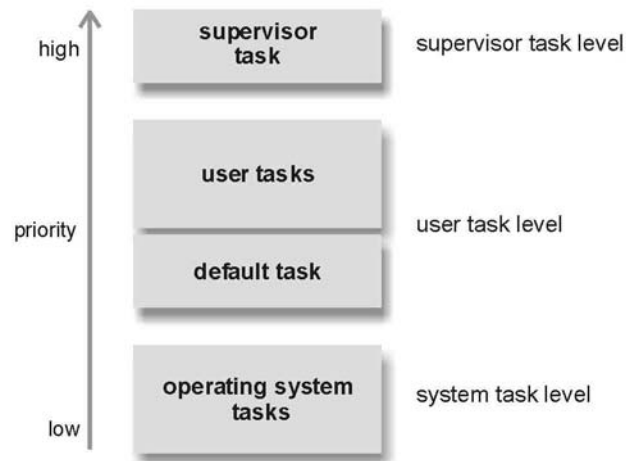 high
supervisor
task
supervisor task level
user tasks
priority
user task level
default task
operating system
tasks
system task level
low